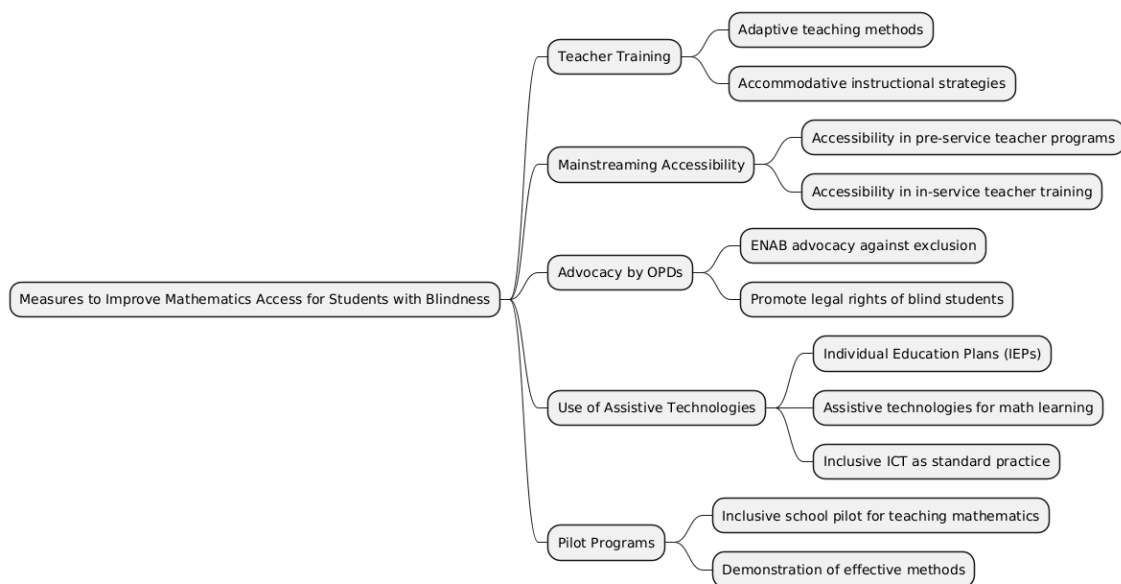 Measures to Improve Mathematics Access for Students with Blindness
Teacher Training
Adaptive teaching methods
Accommodative instructional strategies
Mainstreaming Accessibility
Accessibility in pre-service teacher programs
Accessibility in in-service teacher training
Advocacy by OPDs
ENAB advocacy against exclusion
Promote legal rights of blind students
Use of Assistive Technologies
Individual Education Plans (IEPs)
Assistive technologies for math learning
Inclusive ICT as standard practice
Pilot Programs
Inclusive school pilot for teaching mathematics
Demonstration of effective methods